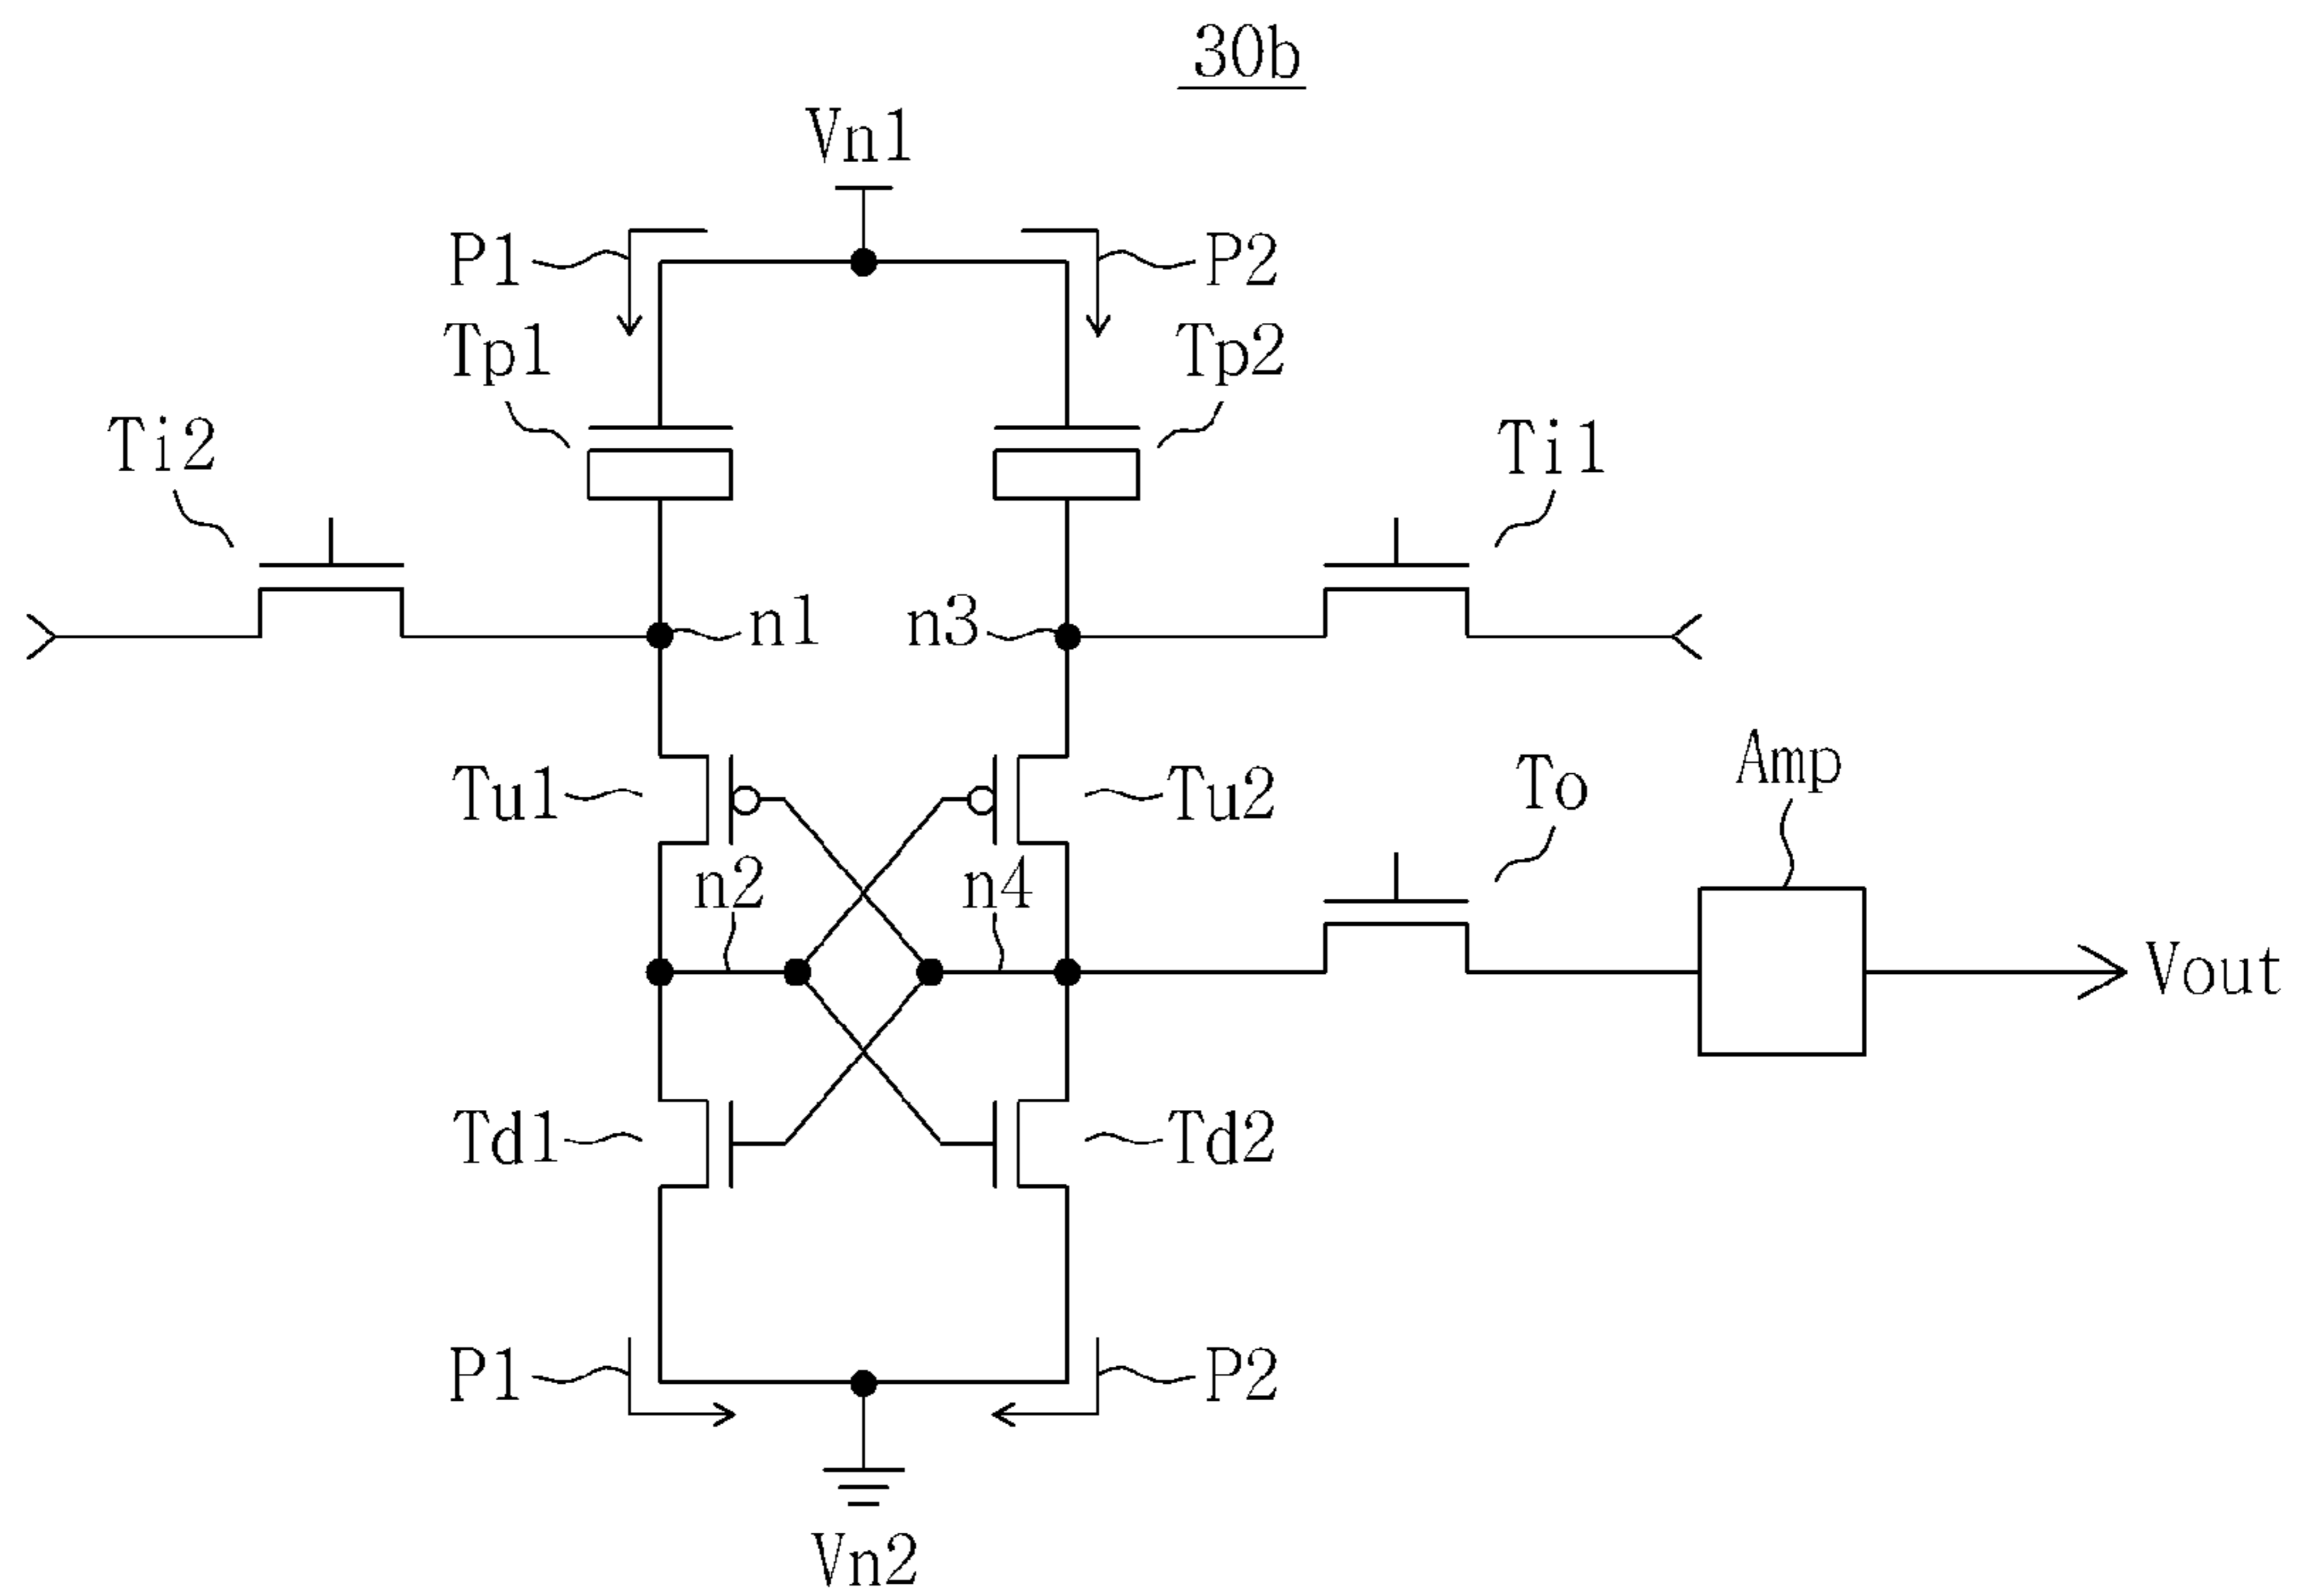 30b
Vn1
P1
P2
Tp1
Tp2
Ti2
Ti1
n1
n3
Tu1
Tu2
To
Amp
n2
n4
Vout
Td1
Td2
P1
P2
Vn2